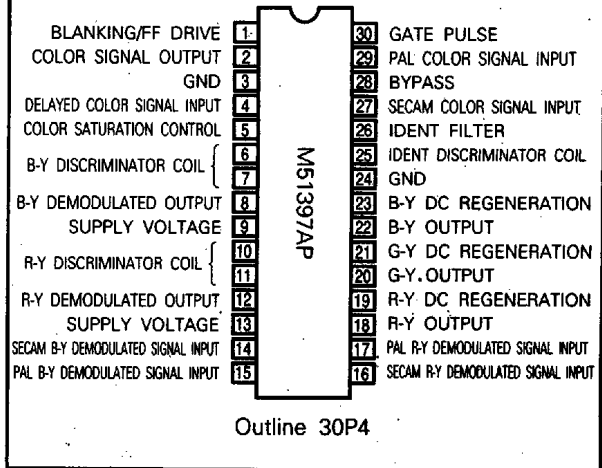 BLANKING/FF DRIVE 1
COLOR SIGNAL OUTPUT 2
GND 3
DELAYED COLOR SIGNAL INPUT 4
COLOR SATURATION CONTROL 5
B-Y DISCRIMINATOR COIL { 6
7
B-Y DEMODULATED OUTPUT 8
SUPPLY VOLTAGE 9
R-Y DISCRIMINATOR COIL { 10
11
R-Y DEMODULATED OUTPUT 12
SUPPLY VOLTAGE 13
SECAM B-Y DEMODULATED SIGNAL INPUT 14
PAL B-Y DEMODULATED SIGNAL INPUT 15
M51397AP
30 GATE PULSE
29 PAL COLOR SIGNAL INPUT
28 BYPASS
27 SECAM COLOR SIGNAL INPUT
26 IDENT FILTER
25 IDENT DISCRIMINATOR COIL
24 GND
23 B-Y DC REGENERATION
22 B-Y OUTPUT
21 G-Y DC REGENERATION
20 G-Y.OUTPUT
19 R-Y DC REGENERATION
18 R-Y OUTPUT
17 PAL R-Y DEMODULATED SIGNAL INPUT
16 SECAM R-Y DEMODULATED SIGNAL INPUT
Outline 30P4